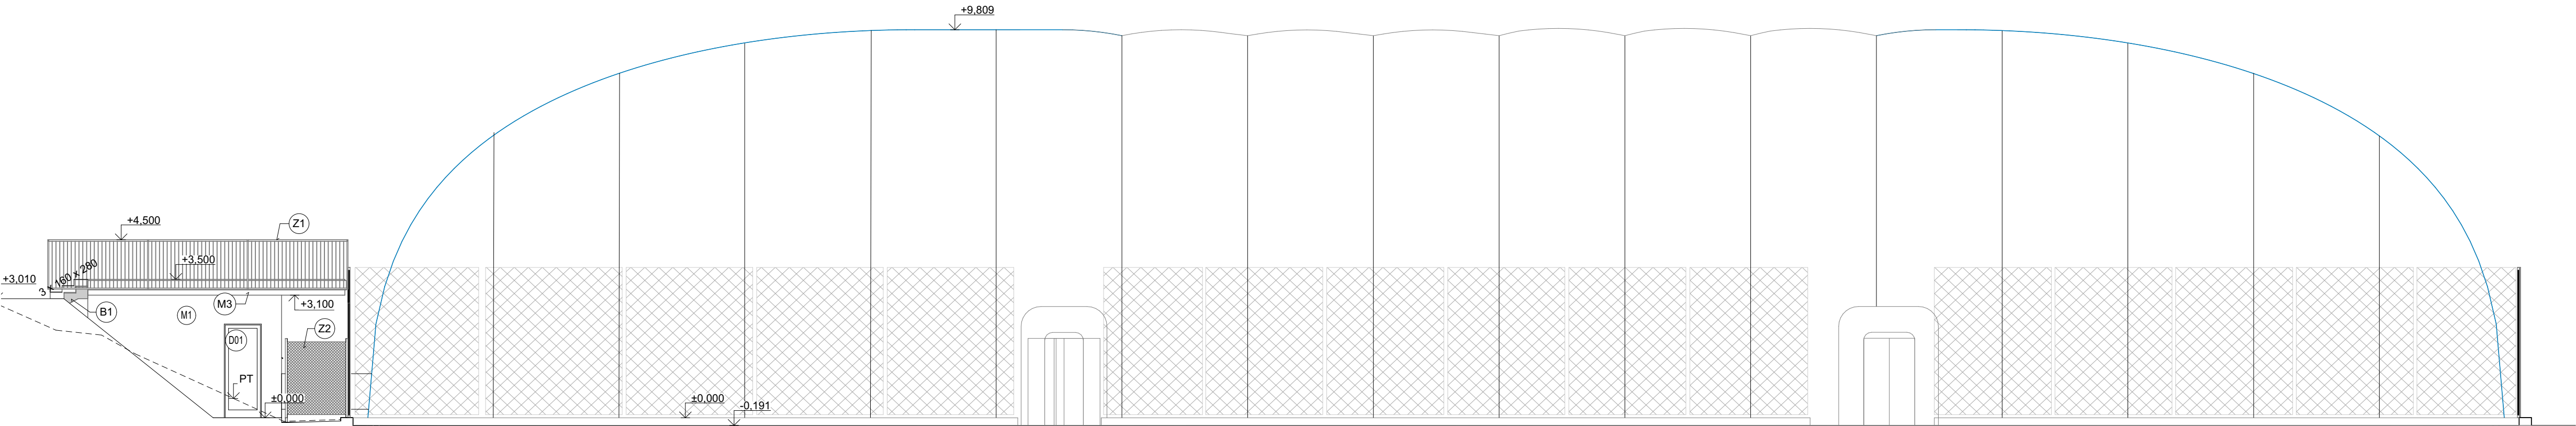 +9,809
+4,500
Z1
+3,500
+3,010
3 x 160 x 280
B1
M3
+3,100
M1
Z2
D01
PT
±0,000
±0,000
-0,191